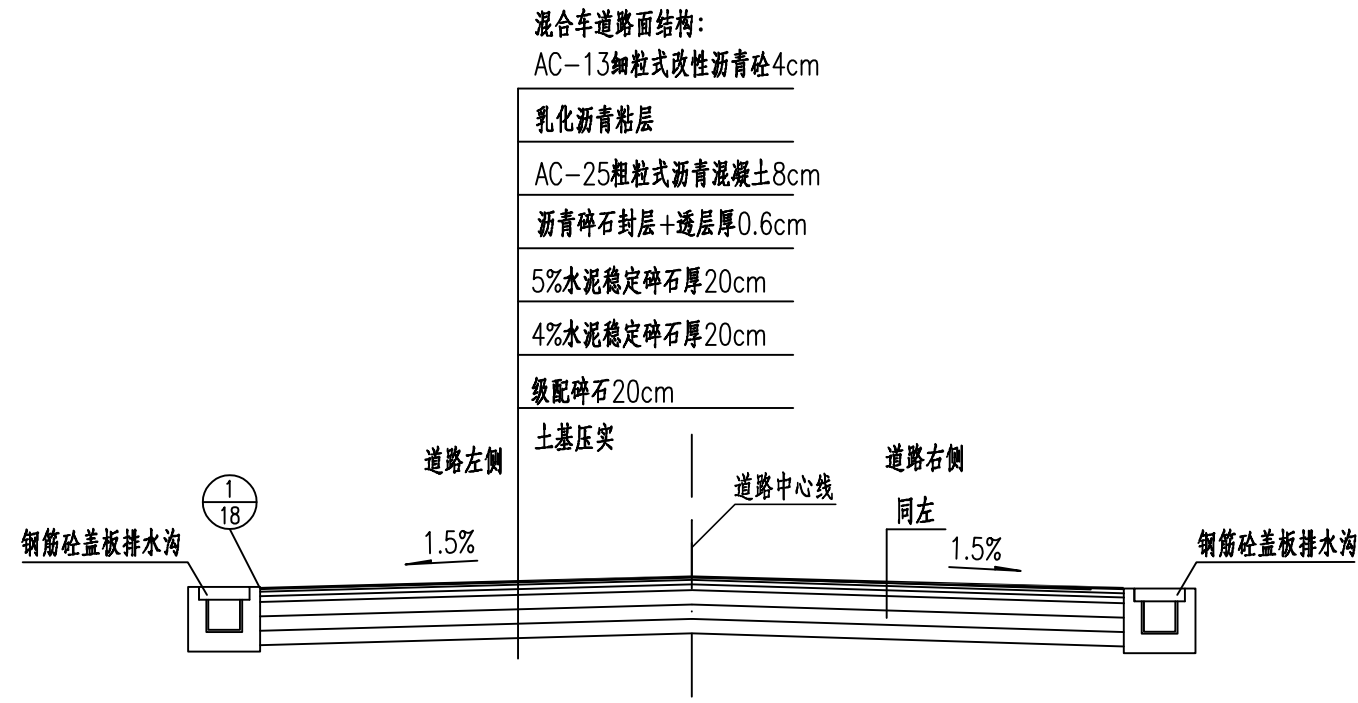 混合车道路面结构:
AC-13细粒式改性沥青砼4cm
乳化沥青粘层
AC-25粗粒式沥青混凝土8cm
沥青碎石封层+透层厚0.6cm
5%水泥稳定碎石厚20cm
4%水泥稳定碎石厚20cm
级配碎石20cm
土基压实
道路左侧
道路右侧
道路中心线
1
18
同左
钢筋砼盖板排水沟
1.5%
1.5%
钢筋砼盖板排水沟